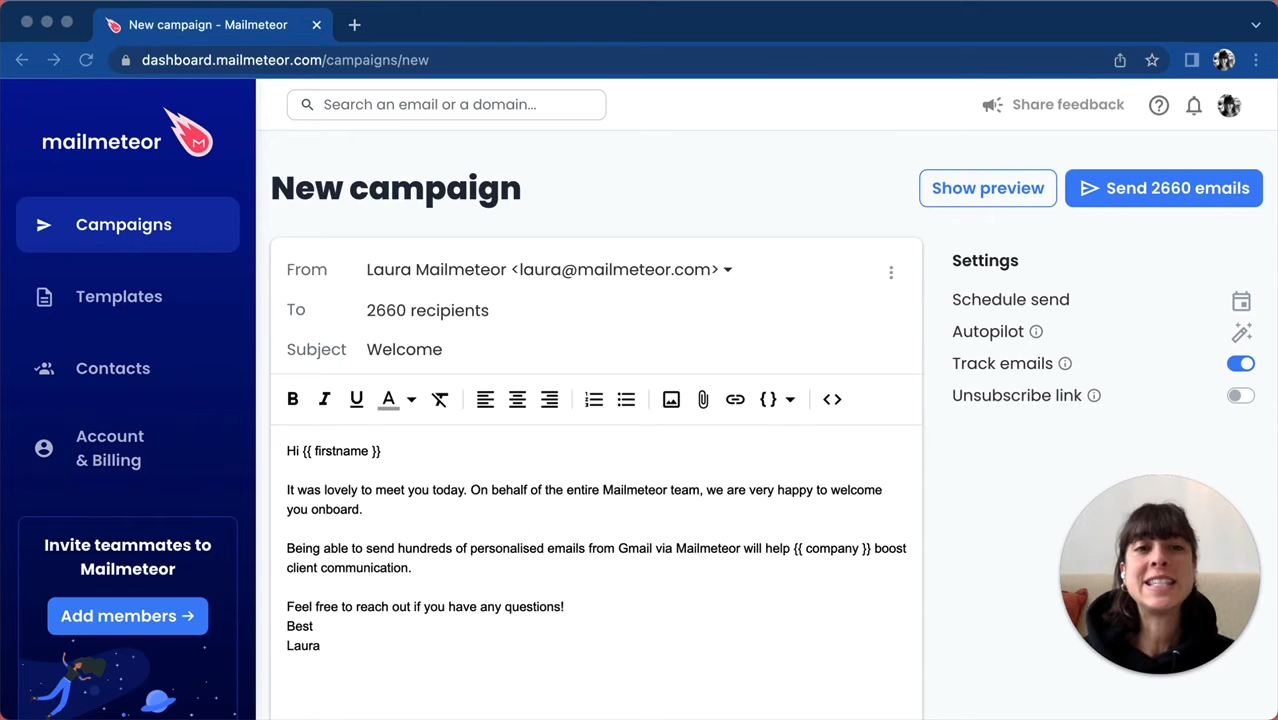 New campaign - Mailmeteor
dashboard.mailmeteor.com/campaigns/new
mailmeteor
Search an email or a domain...
Share feedback
Campaigns
Templates
Contacts
Account
& Billing
Invite teammates to
Mailmeteor
Add members →
New campaign
Show preview
Send 2660 emails
From Laura Mailmeteor <laura@mailmeteor.com>
To 2660 recipients
Subject Welcome
B I U A { } <>
Hi {{ firstname }}
It was lovely to meet you today. On behalf of the entire Mailmeteor team, we are very happy to welcome
you onboard.
Being able to send hundreds of personalised emails from Gmail via Mailmeteor will help {{ company }} boost
client communication.
Feel free to reach out if you have any questions!
Best
Laura
Settings
Schedule send
Autopilot
Track emails
Unsubscribe link